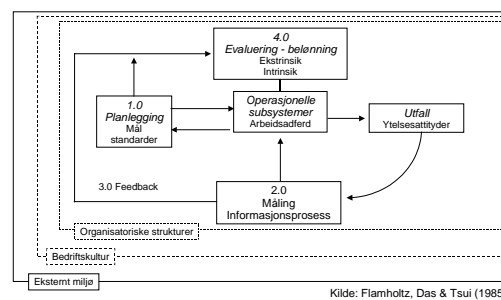 4.0
Evaluering - belønning
Ekstrinsik
Intrinsik
1.0
Planlegging
Mål
standarder
Operasjonelle
subsystemer
Arbeidsadferd
Utfall
Ytelsesattityder
3.0 Feedback
2.0
Måling
Informasjonsprosess
Organisatoriske strukturer
Bedriftskultur
Eksternt miljø
Kilde: Flamholtz, Das & Tsui (1985